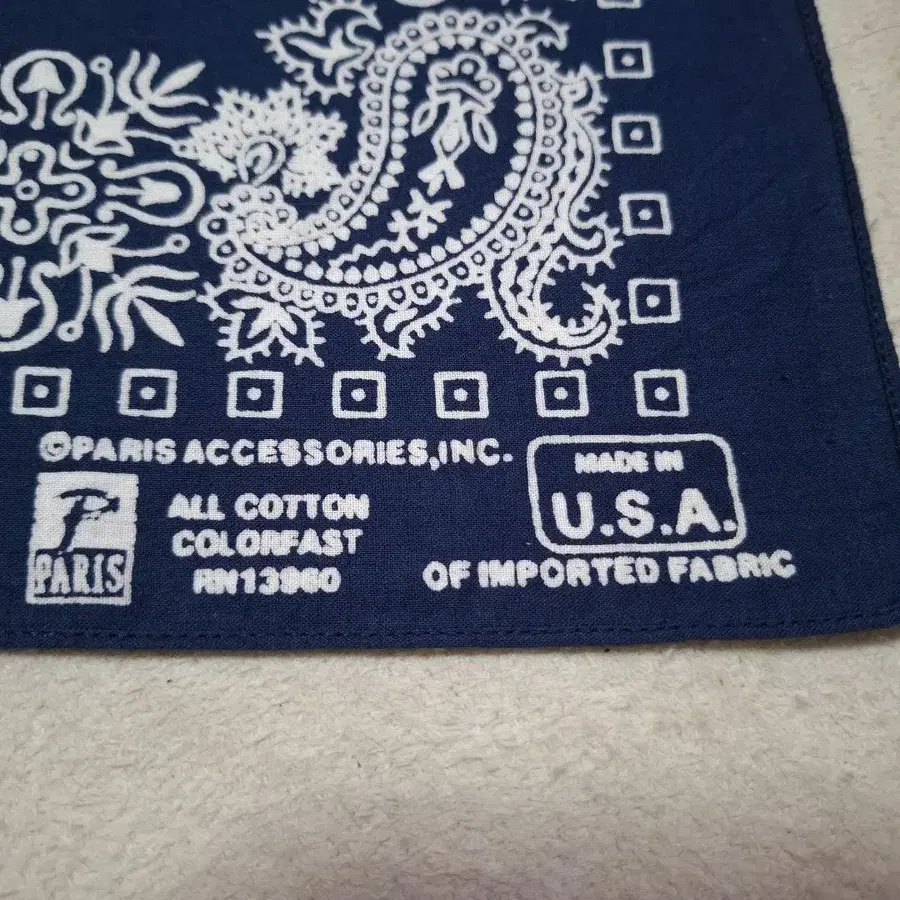 ©PARIS ACCESSORIES,INC.
PARIS
ALL COTTON
COLORFAST
RN13960
MADE IN
U.S.A.
OF IMPORTED FABRIC